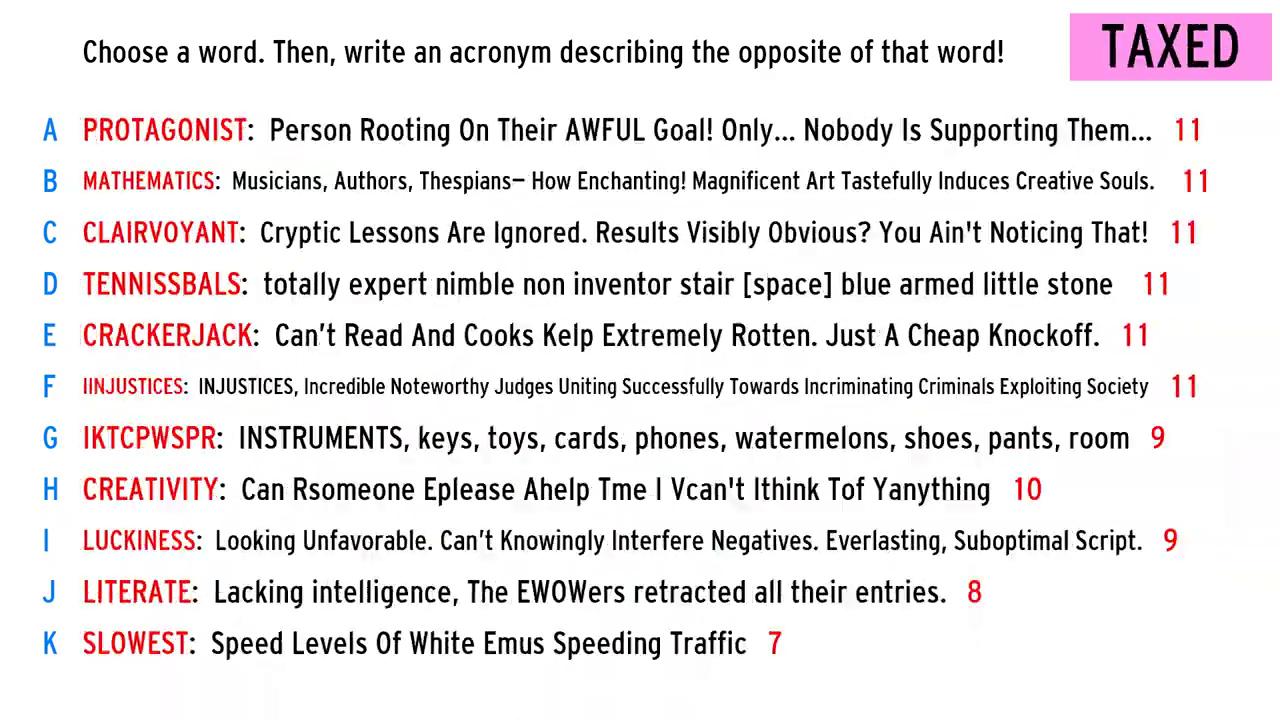 Choose a word. Then, write an acronym describing the opposite of that word!
TAXED
A PROTAGONIST: Person Rooting On Their AWFUL Goal! Only... Nobody Is Supporting Them... 11
B MATHEMATICS: Musicians, Authors, Thespians— How Enchanting! Magnificent Art Tastefully Induces Creative Souls. 11
C CLAIRVOYANT: Cryptic Lessons Are Ignored. Results Visibly Obvious? You Ain't Noticing That! 11
D TENNISSBALS: totally expert nimble non inventor stair [space] blue armed little stone 11
E CRACKERJACK: Can’t Read And Cooks Kelp Extremely Rotten. Just A Cheap Knockoff. 11
F IINJUSTICES: INJUSTICES, Incredible Noteworthy Judges Uniting Successfully Towards Incriminating Criminals Exploiting Society 11
G IKTCPWSPR: INSTRUMENTS, keys, toys, cards, phones, watermelons, shoes, pants, room 9
H CREATIVITY: Can Rsomeone Eplease Ahelp Tme I Vcan't Ithink Tof Yanything 10
I LUCKINESS: Looking Unfavorable. Can’t Knowingly Interfere Negatives. Everlasting, Suboptimal Script. 9
J LITERATE: Lacking intelligence, The EWOWers retracted all their entries. 8
K SLOWEST: Speed Levels Of White Emus Speeding Traffic 7